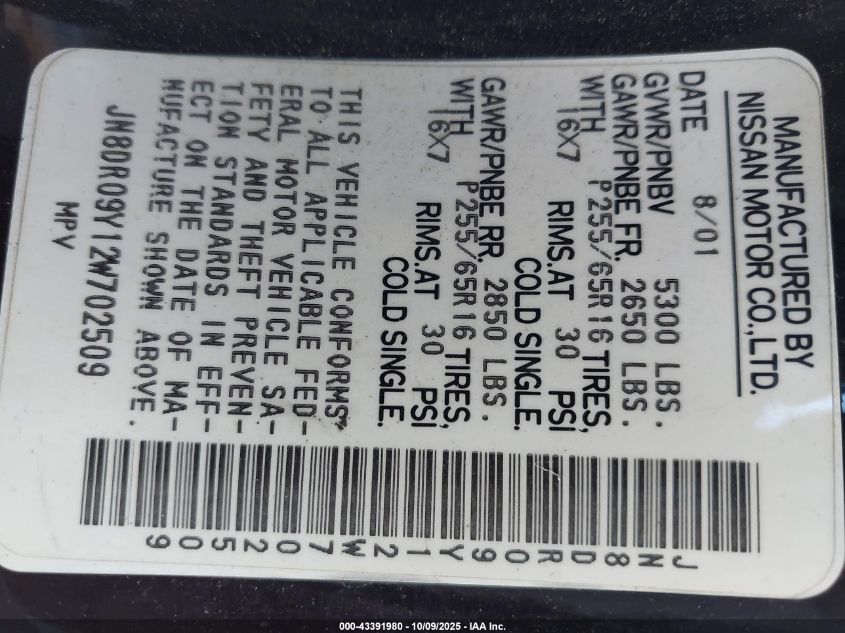 MANUFACTURED BY
NISSAN MOTOR CO.,LTD.
DATE 8/01
GVWR/PNBV 5300 LBS.
GAWR/PNBE FR. 2650 LBS.
WITH P255/65R16 TIRES,
16X7 RIMS.AT 30 PSI
COLD SINGLE.
GAWR/PNBE RR. 2850 LBS.
WITH P255/65R16 TIRES,
16X7 RIMS.AT 30 PSI
COLD SINGLE.
THIS VEHICLE CONFORMS
TO ALL APPLICABLE FED-
ERAL MOTOR VEHICLE SA-
FETY AND THEFT PREVEN-
TION STANDARDS IN EFF-
ECT ON THE DATE OF MA-
NUFACTURE SHOWN ABOVE.
JN8DR09Y12W702509
MPV
JN8DR09Y12W702509
000-43391980 - 10/09/2025 - IAA Inc.